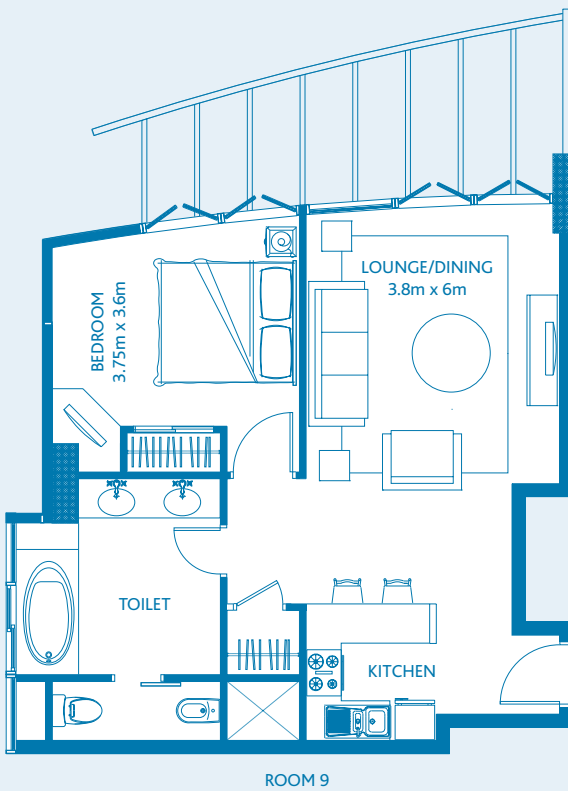 LOUNGE/DINING
3.8m x 6m
BEDROOM
3.75m x 3.6m
TOILET
KITCHEN
ROOM 9